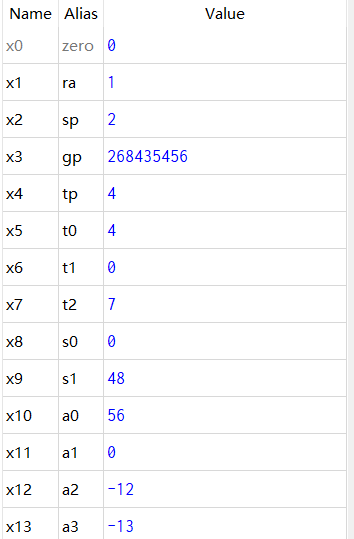 Name Alias Value
x0 zero 0
x1 ra 1
x2 sp 2
x3 gp 268435456
x4 tp 4
x5 t0 4
x6 t1 0
x7 t2 7
x8 s0 0
x9 s1 48
x10 a0 56
x11 a1 0
x12 a2 -12
x13 a3 -13